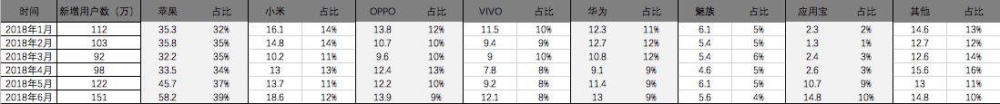 时间 新增用户数（万） 苹果 占比 小米 占比 OPPO 占比 VIVO 占比 华为 占比 魅族 占比 应用宝 占比 其他 占比
2018年1月 112 35.3 32% 16.1 14% 13.8 12% 11.5 10% 12.3 11% 6.1 5% 2.3 2% 14.6 13%
2018年2月 103 35.8 35% 14.8 14% 10.7 10% 9.4 9% 12.7 12% 5.4 5% 1.3 1% 12.7 12%
2018年3月 92 32.2 35% 10.2 11% 9.6 10% 9 10% 10.8 12% 5.4 6% 2.4 3% 12.6 14%
2018年4月 98 33.5 34% 13 13% 12.4 13% 7.8 8% 9.1 9% 4.6 5% 2.6 3% 15.6 16%
2018年5月 122 45.7 37% 13.7 11% 12.2 10% 9.2 8% 11.4 9% 6.1 5% 10.7 9% 13 11%
2018年6月 151 58.2 39% 18.6 12% 13.9 9% 12.1 8% 13 9% 5.6 4% 14.8 10% 14.8 10%